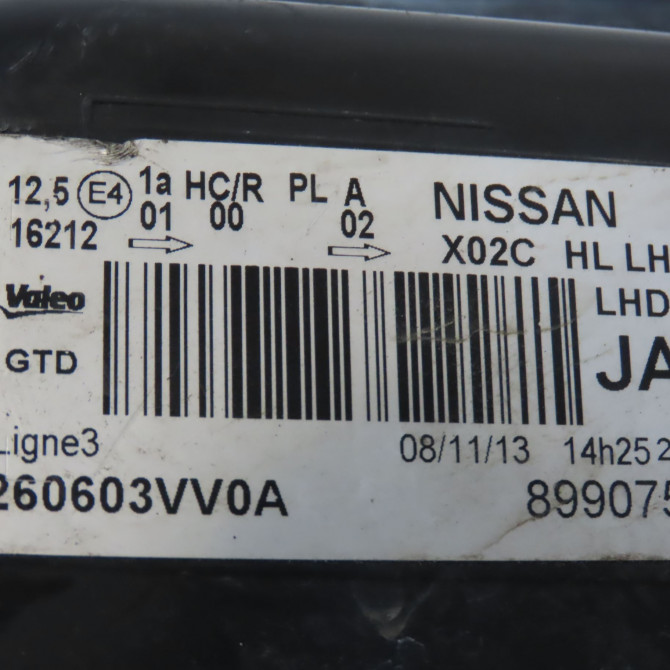 12,5 E4 1a HC/R PL A NISSAN
01 00 02
16212 X02C HL LH
Valeo LHD
GTD JA
Ligne3 08/11/13 14h25 2
260603VV0A 899075